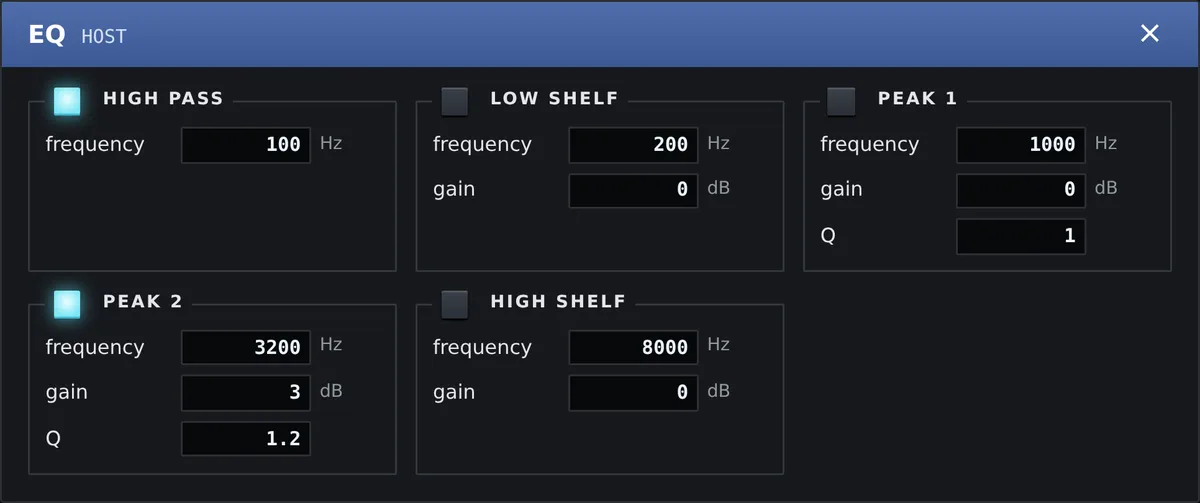 EQ HOST ×
HIGH PASS
frequency 100 Hz
LOW SHELF
frequency 200 Hz
gain 0 dB
PEAK 1
frequency 1000 Hz
gain 0 dB
Q 1
PEAK 2
frequency 3200 Hz
gain 3 dB
Q 1.2
HIGH SHELF
frequency 8000 Hz
gain 0 dB